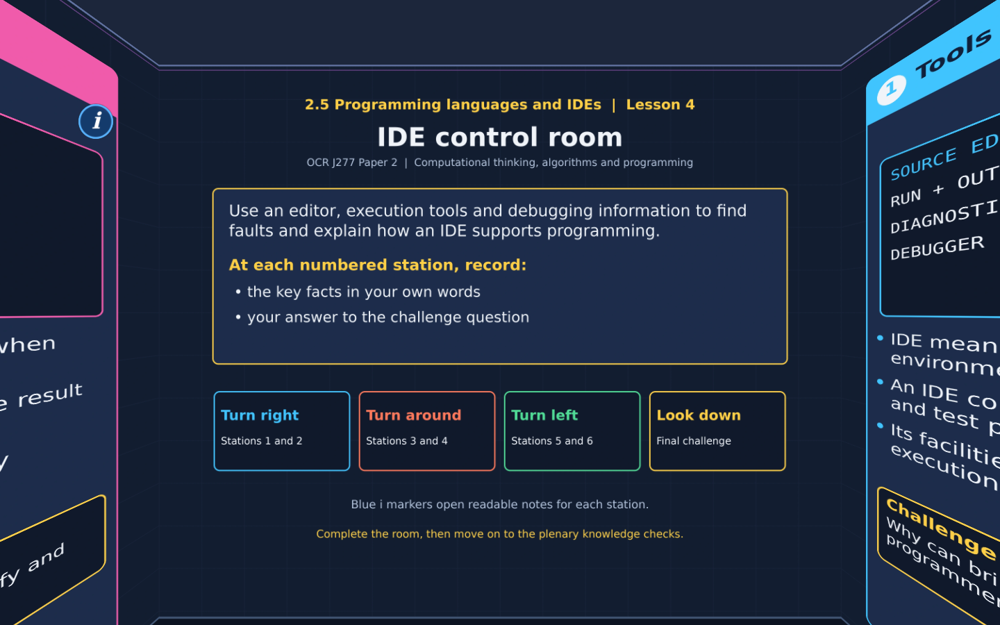 2.5 Programming languages and IDEs | Lesson 4
IDE control room
OCR J277 Paper 2 | Computational thinking, algorithms and programming
Use an editor, execution tools and debugging information to find
faults and explain how an IDE supports programming.
At each numbered station, record:
• the key facts in your own words
• your answer to the challenge question
Turn right
Stations 1 and 2
Turn around
Stations 3 and 4
Turn left
Stations 5 and 6
Look down
Final challenge
Blue i markers open readable notes for each station.
Complete the room, then move on to the plenary knowledge checks.
i
when
result
and
1 Tools
SOURCE ED
RUN + OUT
DIAGNOSTI
DEBUGGER
• IDE mean
environme
• An IDE co
and test p
• Its facilitie
execution
Challenge
Why can bri
programmer